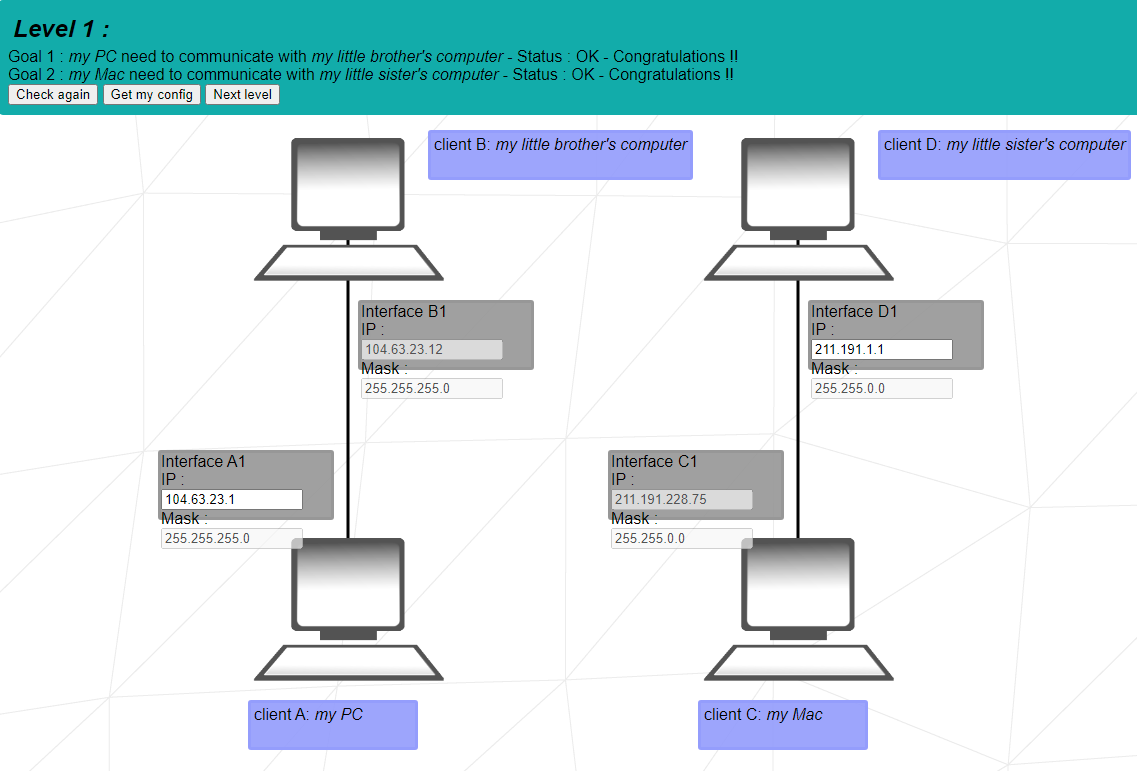 Level 1 :
Goal 1 : my PC need to communicate with my little brother's computer - Status : OK - Congratulations !!
Goal 2 : my Mac need to communicate with my little sister's computer - Status : OK - Congratulations !!
Check again Get my config Next level
client B: my little brother's computer
client D: my little sister's computer
Interface B1
IP :
104.63.23.12
Mask :
255.255.255.0
Interface D1
IP :
211.191.1.1
Mask :
255.255.0.0
Interface A1
IP :
104.63.23.1
Mask :
255.255.255.0
Interface C1
IP :
211.191.228.75
Mask :
255.255.0.0
client A: my PC
client C: my Mac